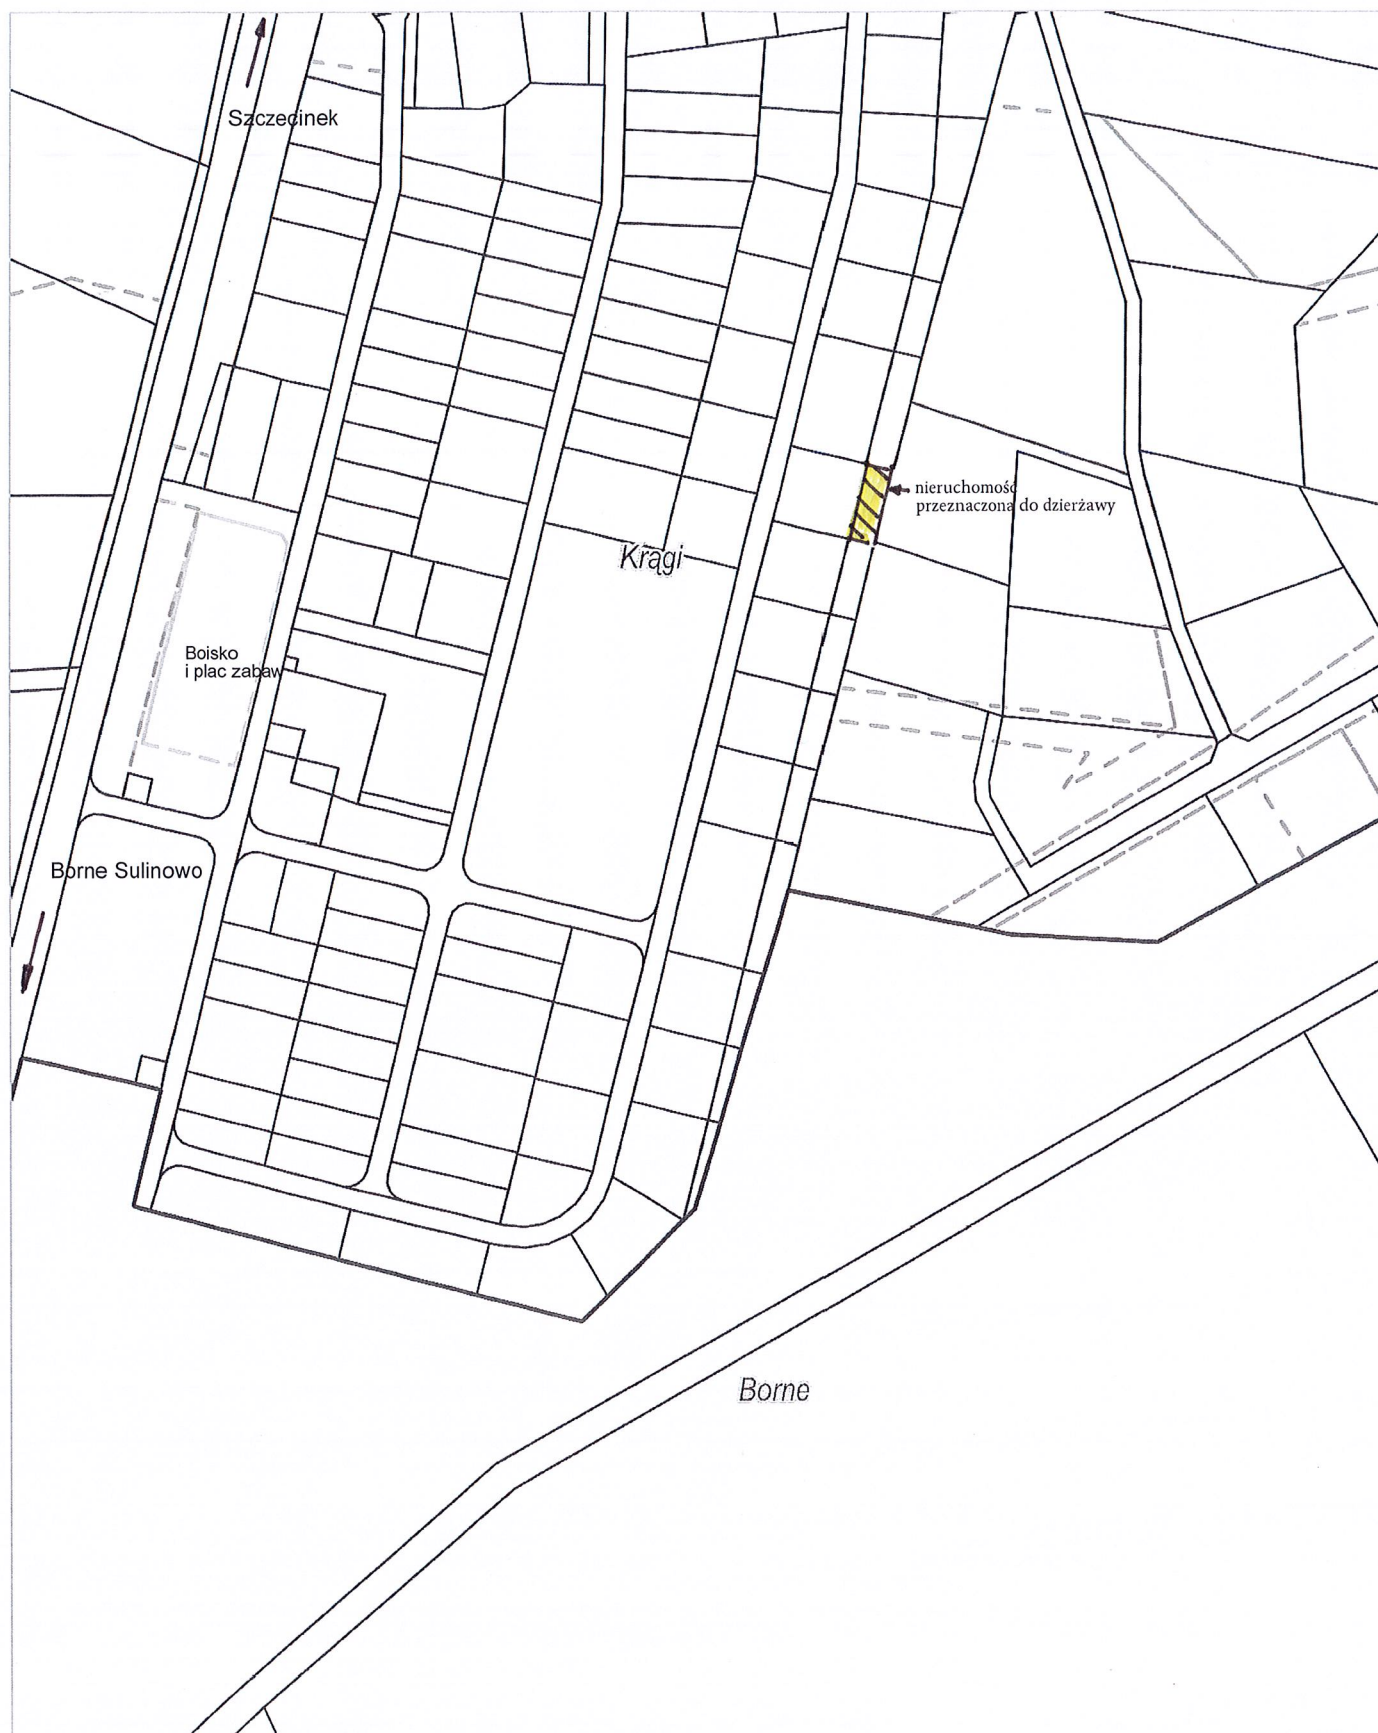 Szczecinek
nieruchomość
przeznaczona do dzierżawy
Krągi
Boisko
i plac zabaw
Borne Sulinowo
Borne